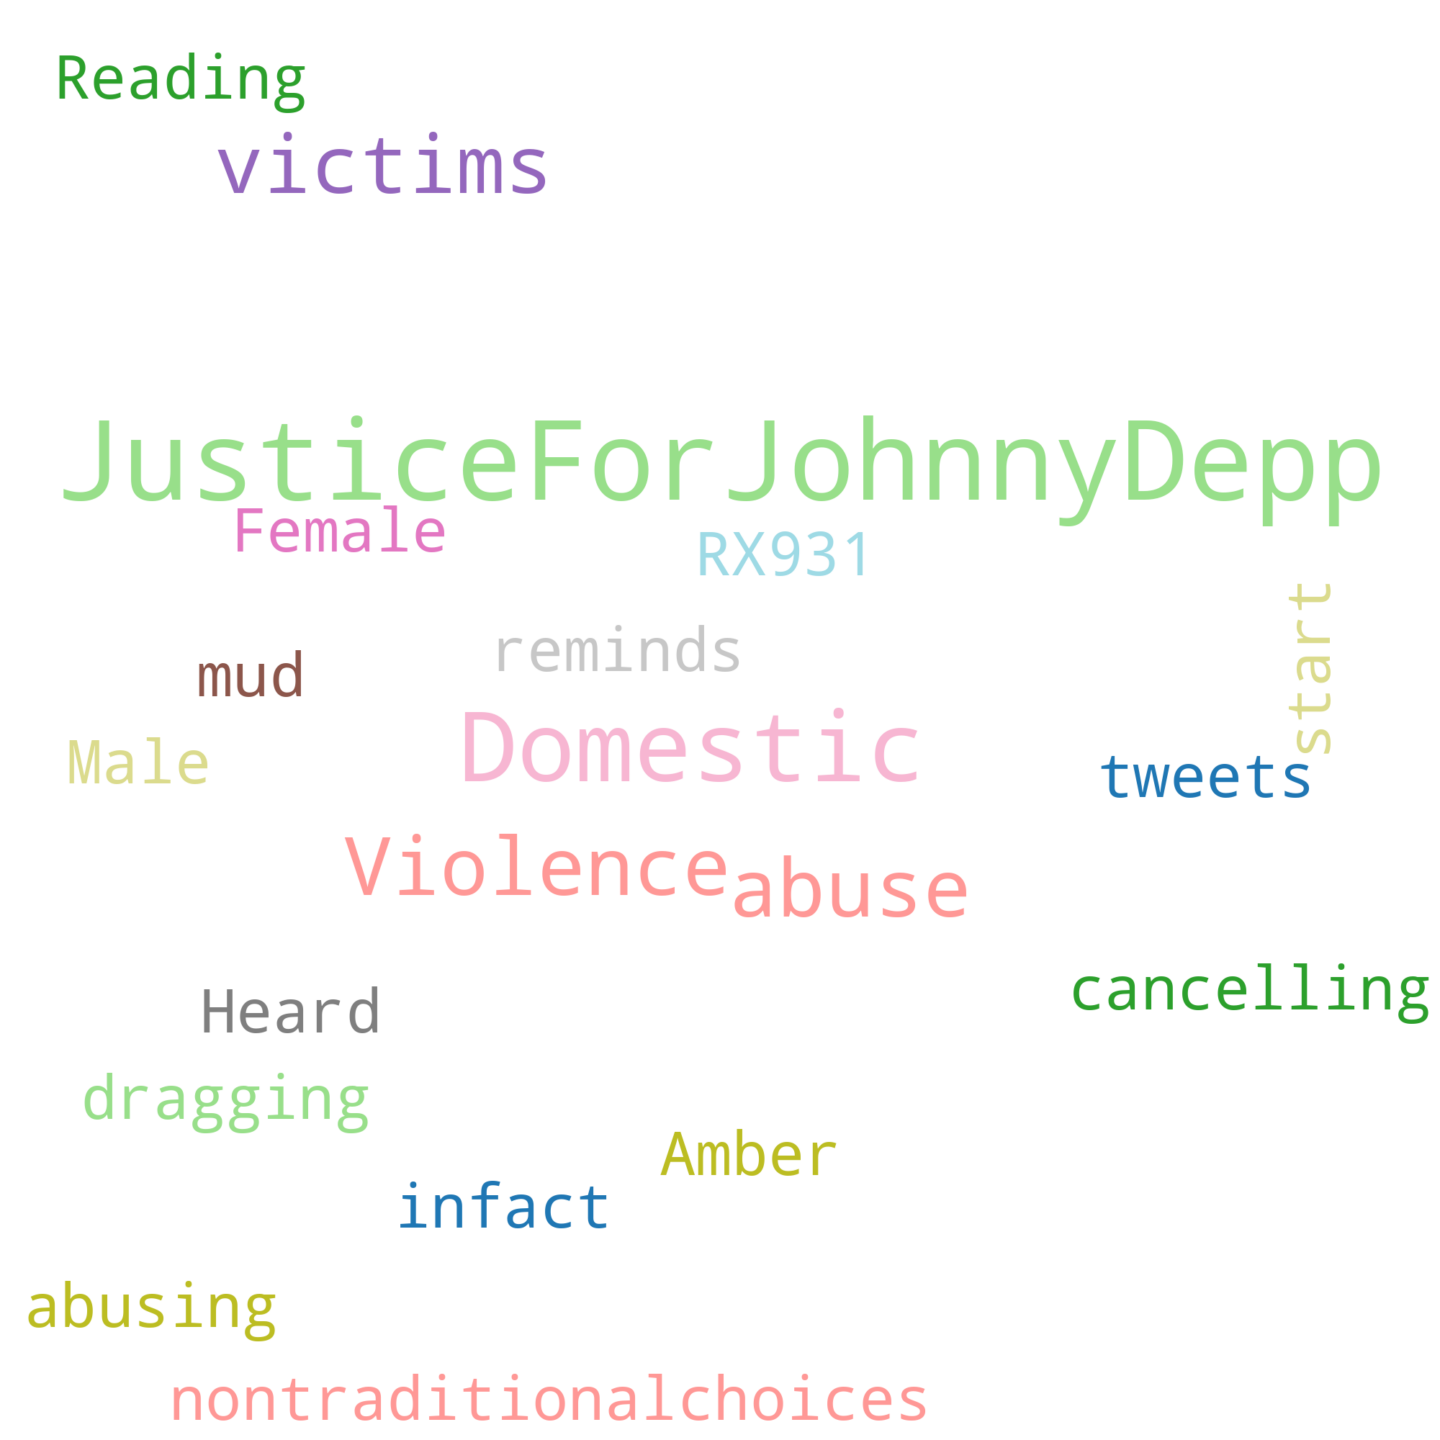 Reading
victims
JusticeForJohnnyDepp
Female
RX931
start
reminds
mud
Domestic
Male
tweets
Violence
abuse
cancelling
Heard
dragging
Amber
infact
abusing
nontraditionalchoices